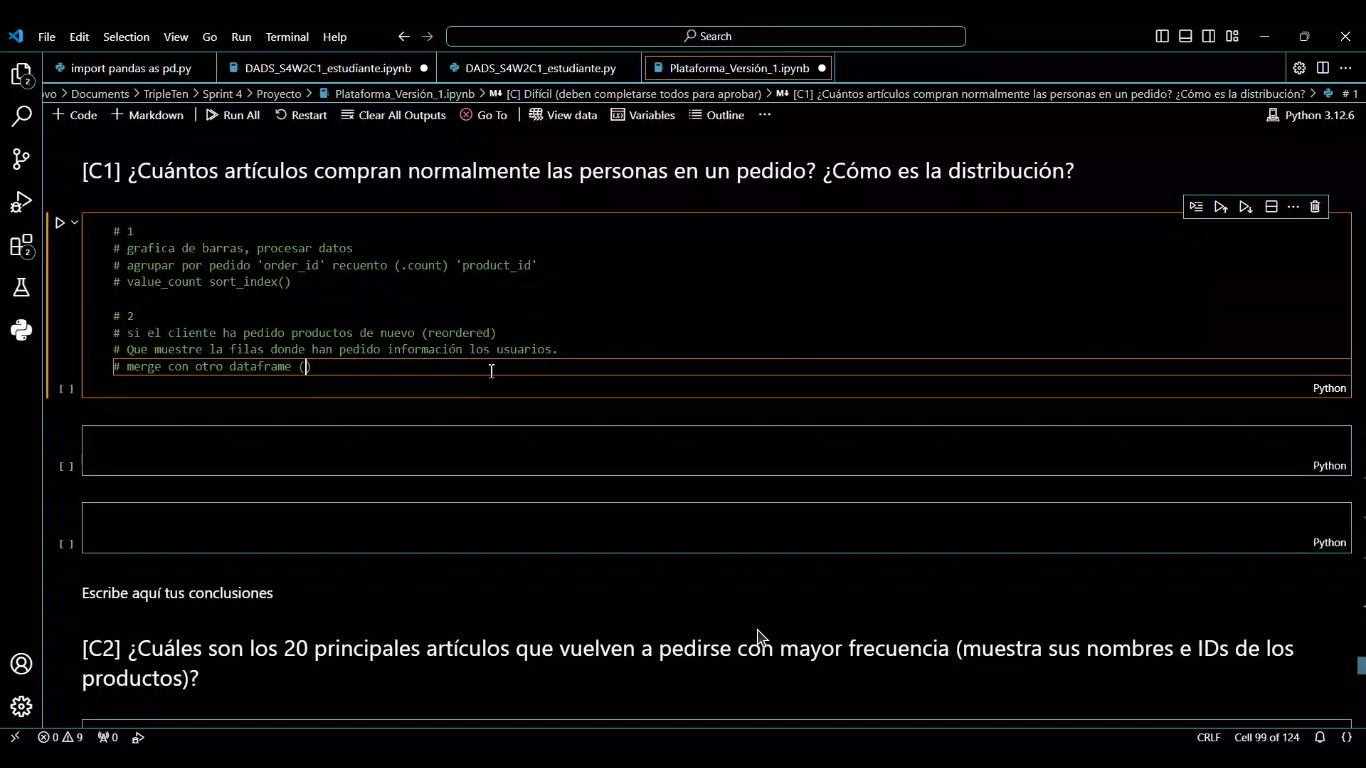 File Edit Selection View Go Run Terminal Help Search
import pandas as pd.py DADS_S4W2C1_estudiante.ipynb DADS_S4W2C1_estudiante.py Plataforma_Versión_1.ipynb
ovo > Documents > TripleTen > Sprint 4 > Proyecto > Plataforma_Versión_1.ipynb > [C] Difícil (deben completarse todos para aprobar) > [C1] ¿Cuántos artículos compran normalmente las personas en un pedido? ¿Cómo es la distribución? > # 1
+ Code + Markdown Run All Restart Clear All Outputs Go To View data Variables Outline ... Python 3.12.6
[C1] ¿Cuántos artículos compran normalmente las personas en un pedido? ¿Cómo es la distribución?
# 1
# grafica de barras, procesar datos
# agrupar por pedido 'order_id' recuento (.count) 'product_id'
# value_count sort_index()
# 2
# si el cliente ha pedido productos de nuevo (reordered)
# Que muestre la filas donde han pedido información los usuarios.
# merge con otro dataframe ()
[ ] Python
[ ] Python
[ ] Python
Escribe aquí tus conclusiones
[C2] ¿Cuáles son los 20 principales artículos que vuelven a pedirse con mayor frecuencia (muestra sus nombres e IDs de los
productos)?
0 9 0 CRLF Cell 99 of 124